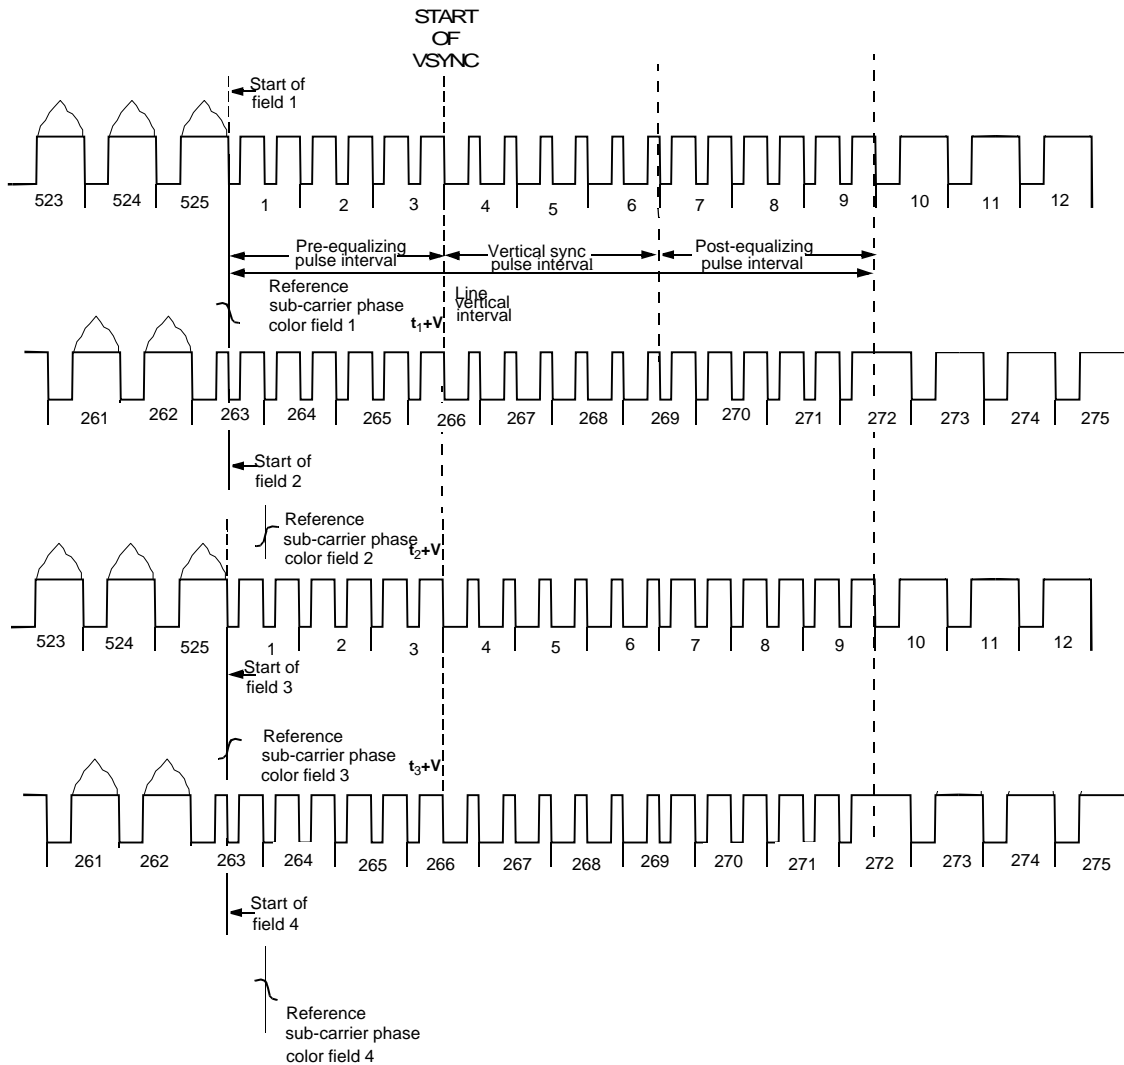 START
OF
VSYNC
Start of
field 1
523 524 525 1 2 3 4 5 6 7 8 9 10 11 12
Pre-equalizing
pulse interval
Vertical sync
pulse interval
Post-equalizing
pulse interval
Reference
sub-carrier phase
color field 1
t1+V
Line
vertical
interval
261 262 263 264 265 266 267 268 269 270 271 272 273 274 275
Start of
field 2
Reference
sub-carrier phase
color field 2
t2+V
523 524 525 1 2 3 4 5 6 7 8 9 10 11 12
Start of
field 3
Reference
sub-carrier phase
color field 3
t3+V
261 262 263 264 265 266 267 268 269 270 271 272 273 274 275
Start of
field 4
Reference
sub-carrier phase
color field 4